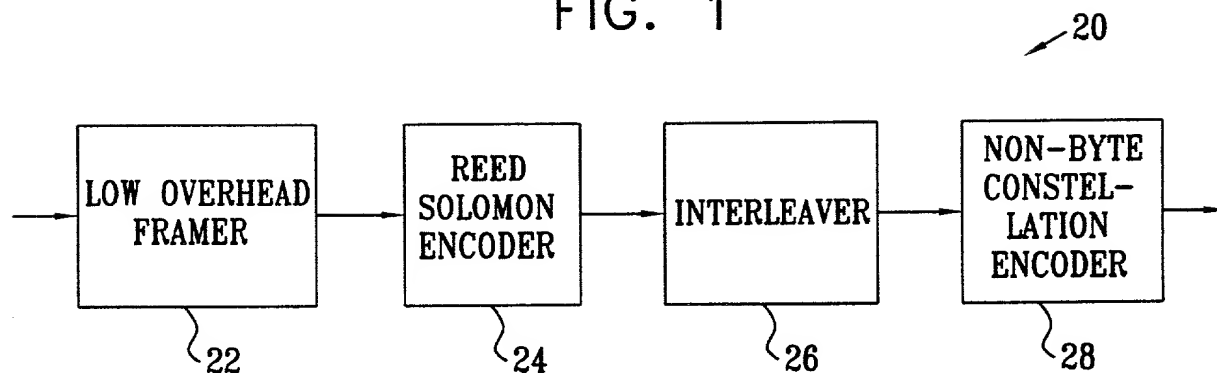 FIG. 1
20
LOW OVERHEAD
FRAMER
REED
SOLOMON
ENCODER
INTERLEAVER
NON-BYTE
CONSTEL-
LATION
ENCODER
22
24
26
28